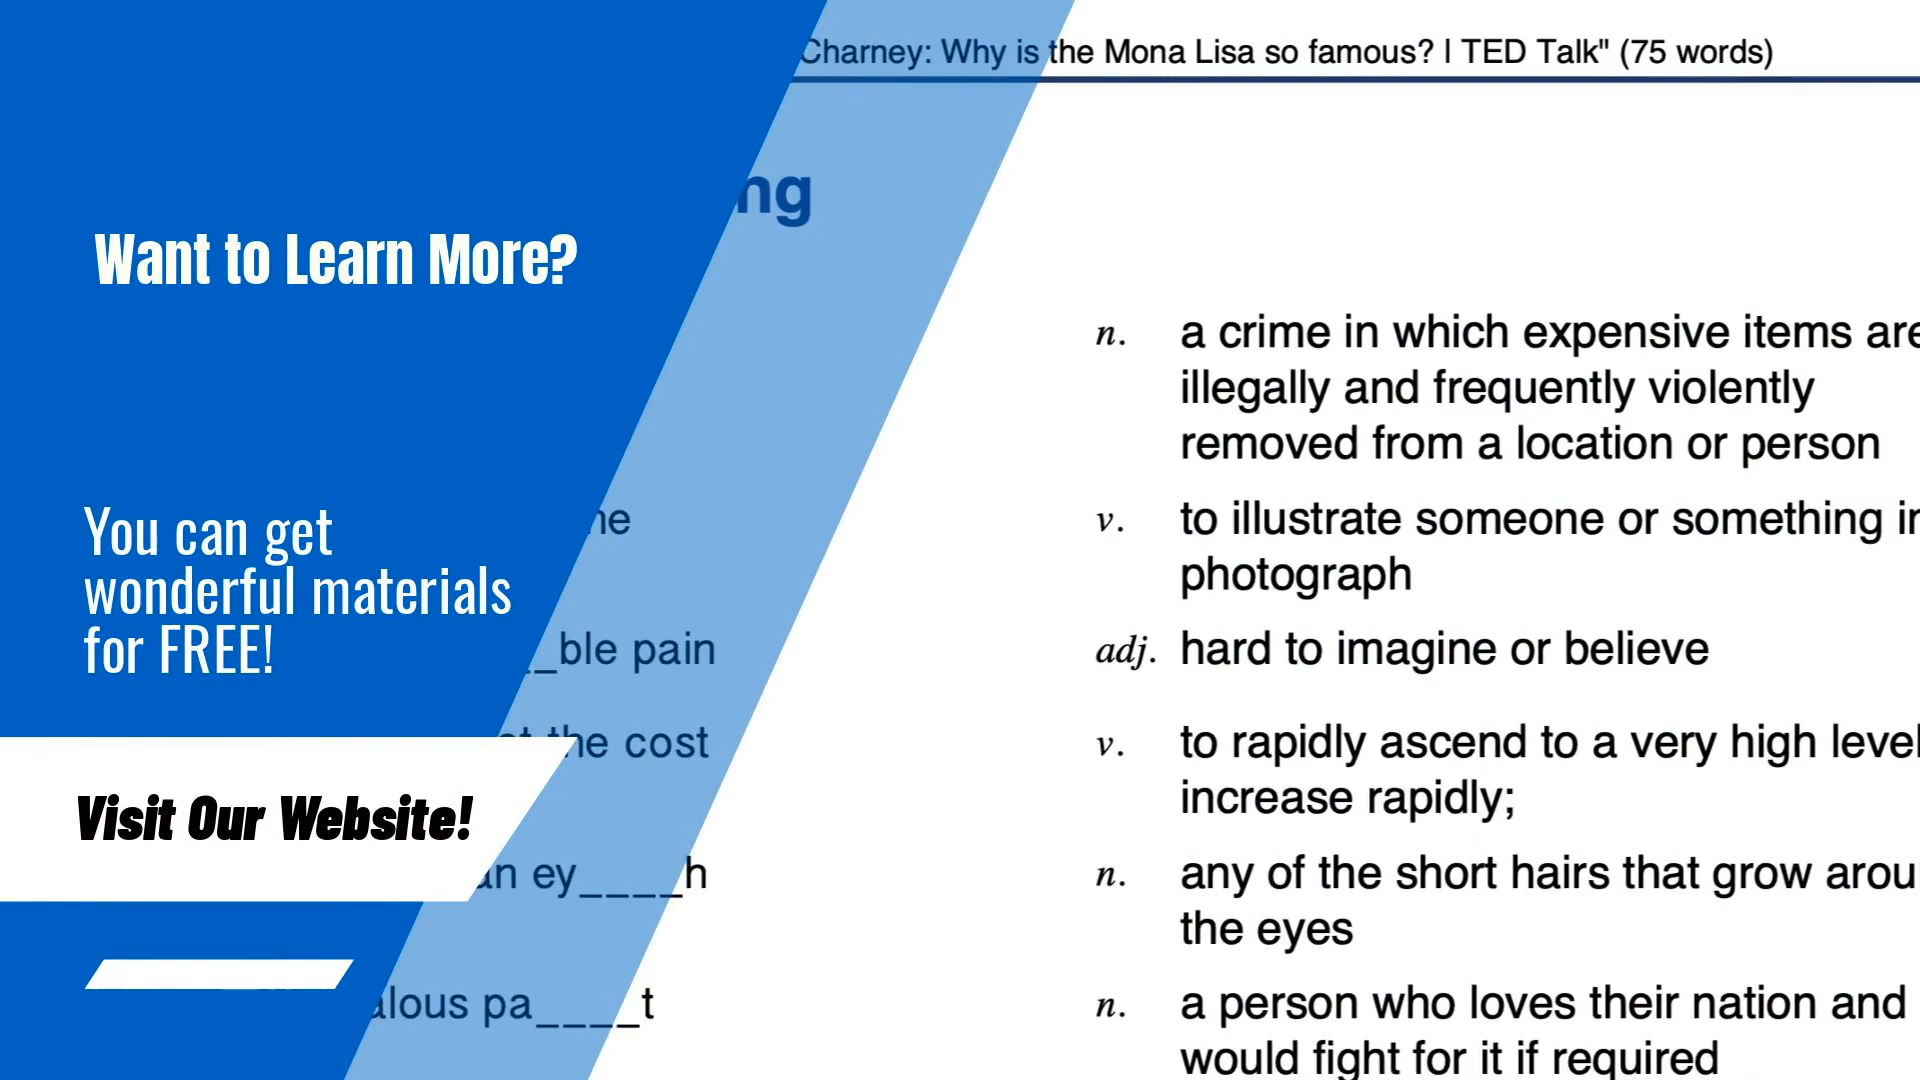 Charney: Why is the Mona Lisa so famous? | TED Talk" (75 words)
ng
Want to Learn More?
You can get
wonderful materials
for FREE!
Visit Our Website!
n. a crime in which expensive items are
illegally and frequently violently
removed from a location or person
v. to illustrate someone or something in
photograph
_ble pain
adj. hard to imagine or believe
the cost
v. to rapidly ascend to a very high level
increase rapidly;
an ey____h
n. any of the short hairs that grow arou
the eyes
alous pa____t
n. a person who loves their nation and
would fight for it if required